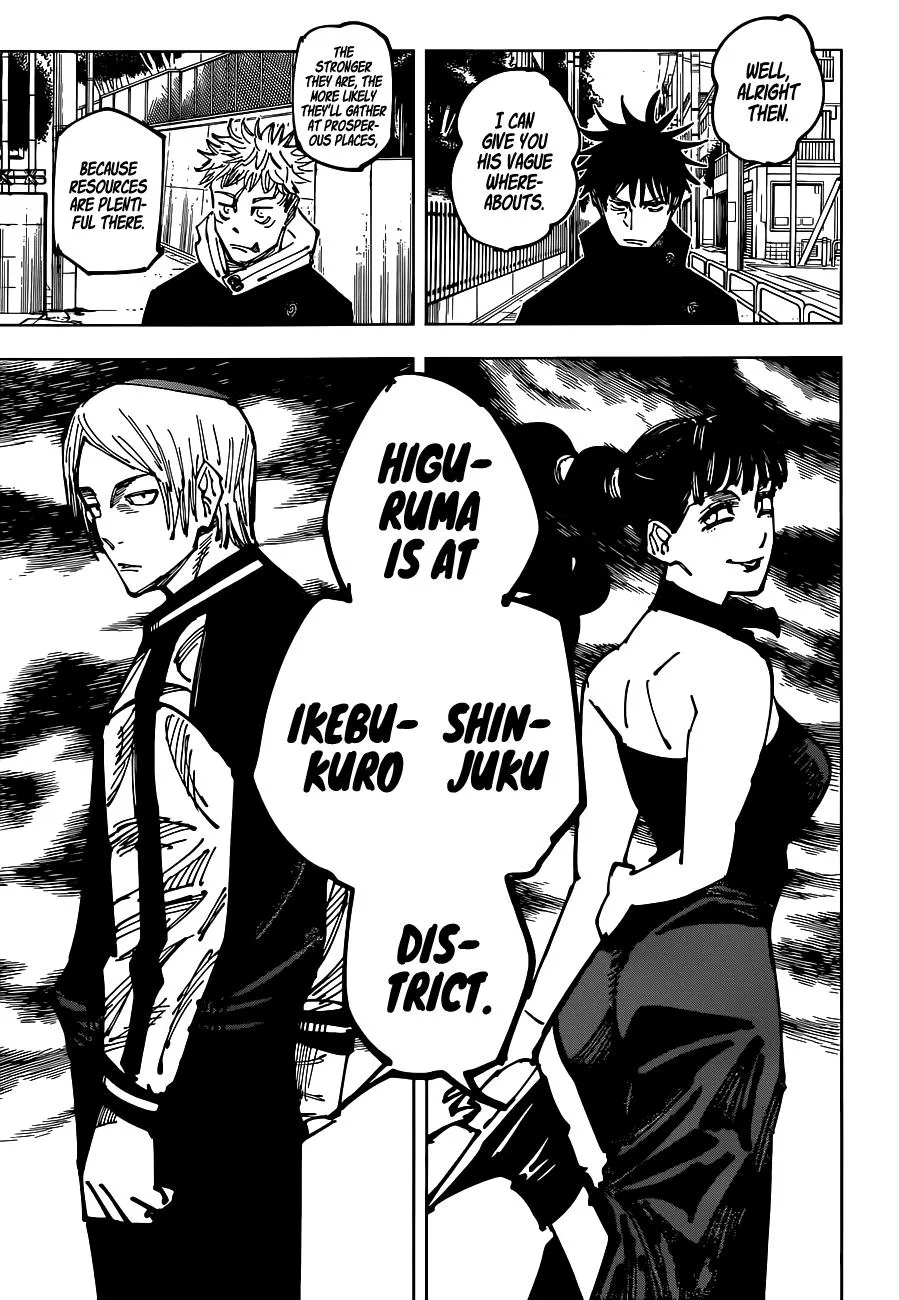 WELL,
ALRIGHT
THEN.
I CAN
GIVE YOU
HIS VAGUE
WHERE-
ABOUTS.
THE
STRONGER
THEY ARE, THE
MORE LIKELY
THEY'LL GATHER
AT PROSPER-
OUS PLACES,
BECAUSE
RESOURCES
ARE PLENTI-
FUL THERE.
HIGU-
RUMA
IS AT
SHIN-
JUKU
IKEBU-
KURO
DIS-
TRICT.